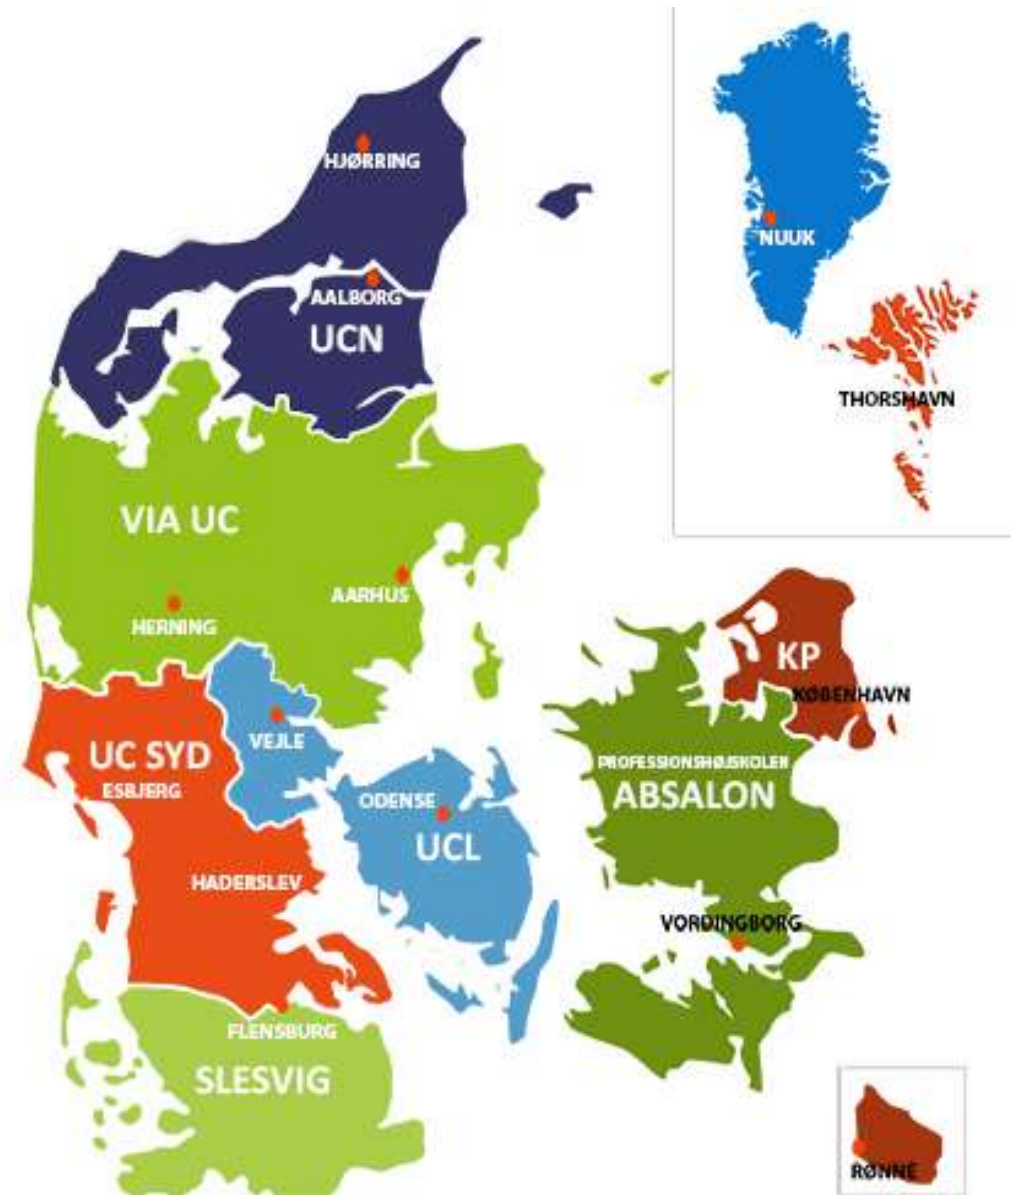 HJØRRING
AALBORG
UCN
NUUK
THORSHAVN
VIA UC
AARHUS
HERNING
KP
KØBENHAVN
UC SYD
ESBJERG
VEJLE
ODENSE
UCL
PROFESSIONSHØJSKOLEN
ABSALON
HADERSLEV
VORDINGBORG
FLENSBURG
SLESVIG
RØNNE